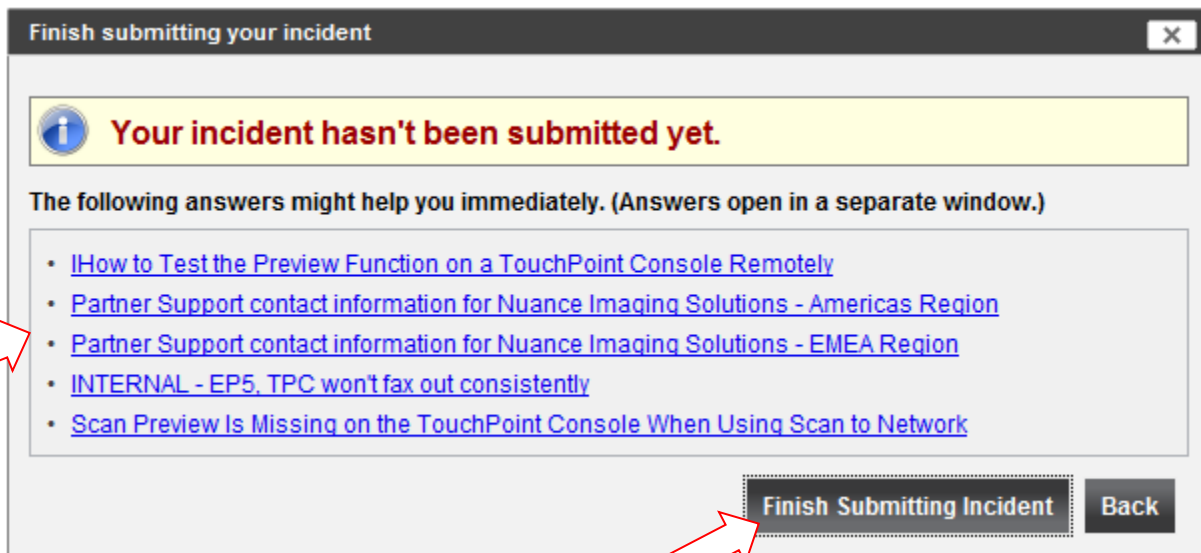 Finish submitting your incident
Your incident hasn't been submitted yet.
The following answers might help you immediately. (Answers open in a separate window.)
• IHow to Test the Preview Function on a TouchPoint Console Remotely
• Partner Support contact information for Nuance Imaging Solutions - Americas Region
• Partner Support contact information for Nuance Imaging Solutions - EMEA Region
• INTERNAL - EP5, TPC won't fax out consistently
• Scan Preview Is Missing on the TouchPoint Console When Using Scan to Network
Finish Submitting Incident Back